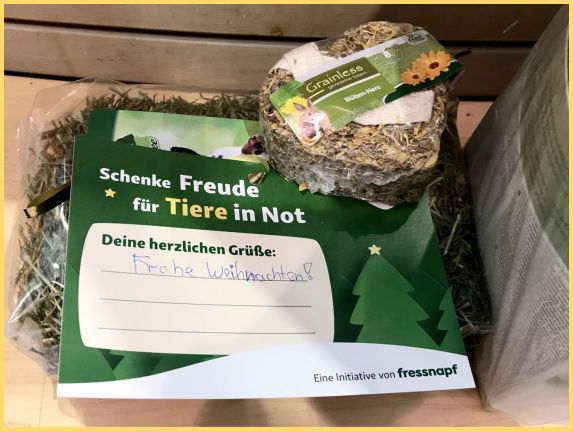 Grainless
Blüten-Herz
Schenke Freude
für Tiere in Not
Deine herzlichen Grüße:
Frohe Weihnachten!
Eine Initiative von fressnapf